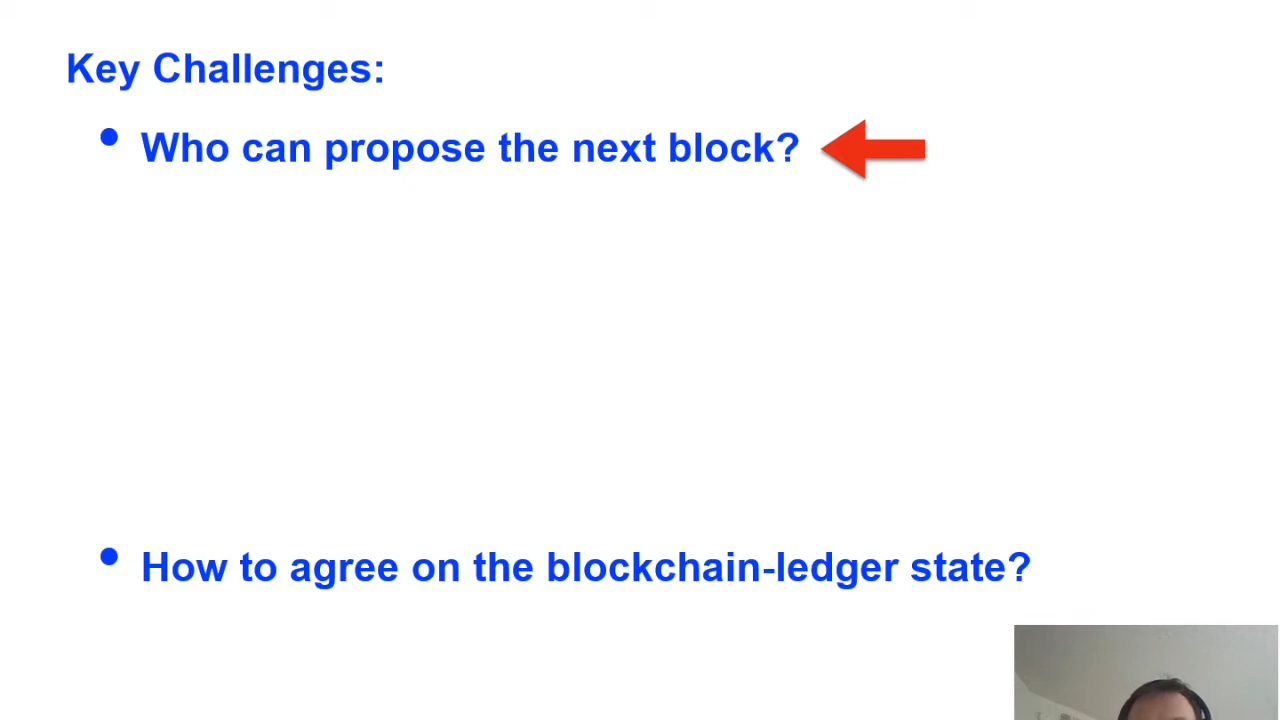 Key Challenges:
• Who can propose the next block?
• How to agree on the blockchain-ledger state?